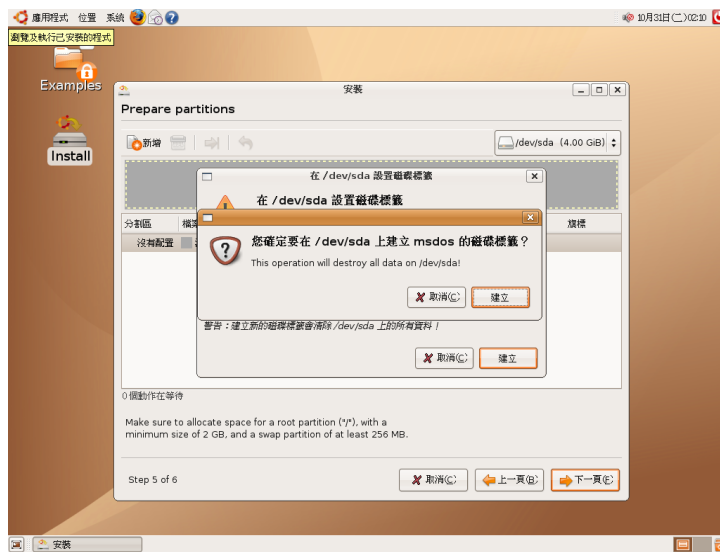 應用程式 位置 系統
10月31日(二)02:10
瀏覽及執行已安裝的程式
Examples
Install
安裝
Prepare partitions
新增
/dev/sda (4.00 GiB)
在 /dev/sda 設置磁碟標籤
在 /dev/sda 設置磁碟標籤
分割區
旗標
沒有配置
您確定要在 /dev/sda 上建立 msdos 的磁碟標籤？
This operation will destroy all data on /dev/sda!
取消(C)
建立
警告：建立新的磁碟標籤會清除 /dev/sda 上的所有資料！
取消(C)
建立
0 個動作在等待
Make sure to allocate space for a root partition ("/"), with a
minimum size of 2 GB, and a swap partition of at least 256 MB.
Step 5 of 6
取消(C)
上一頁(B)
下一頁(F)
安裝